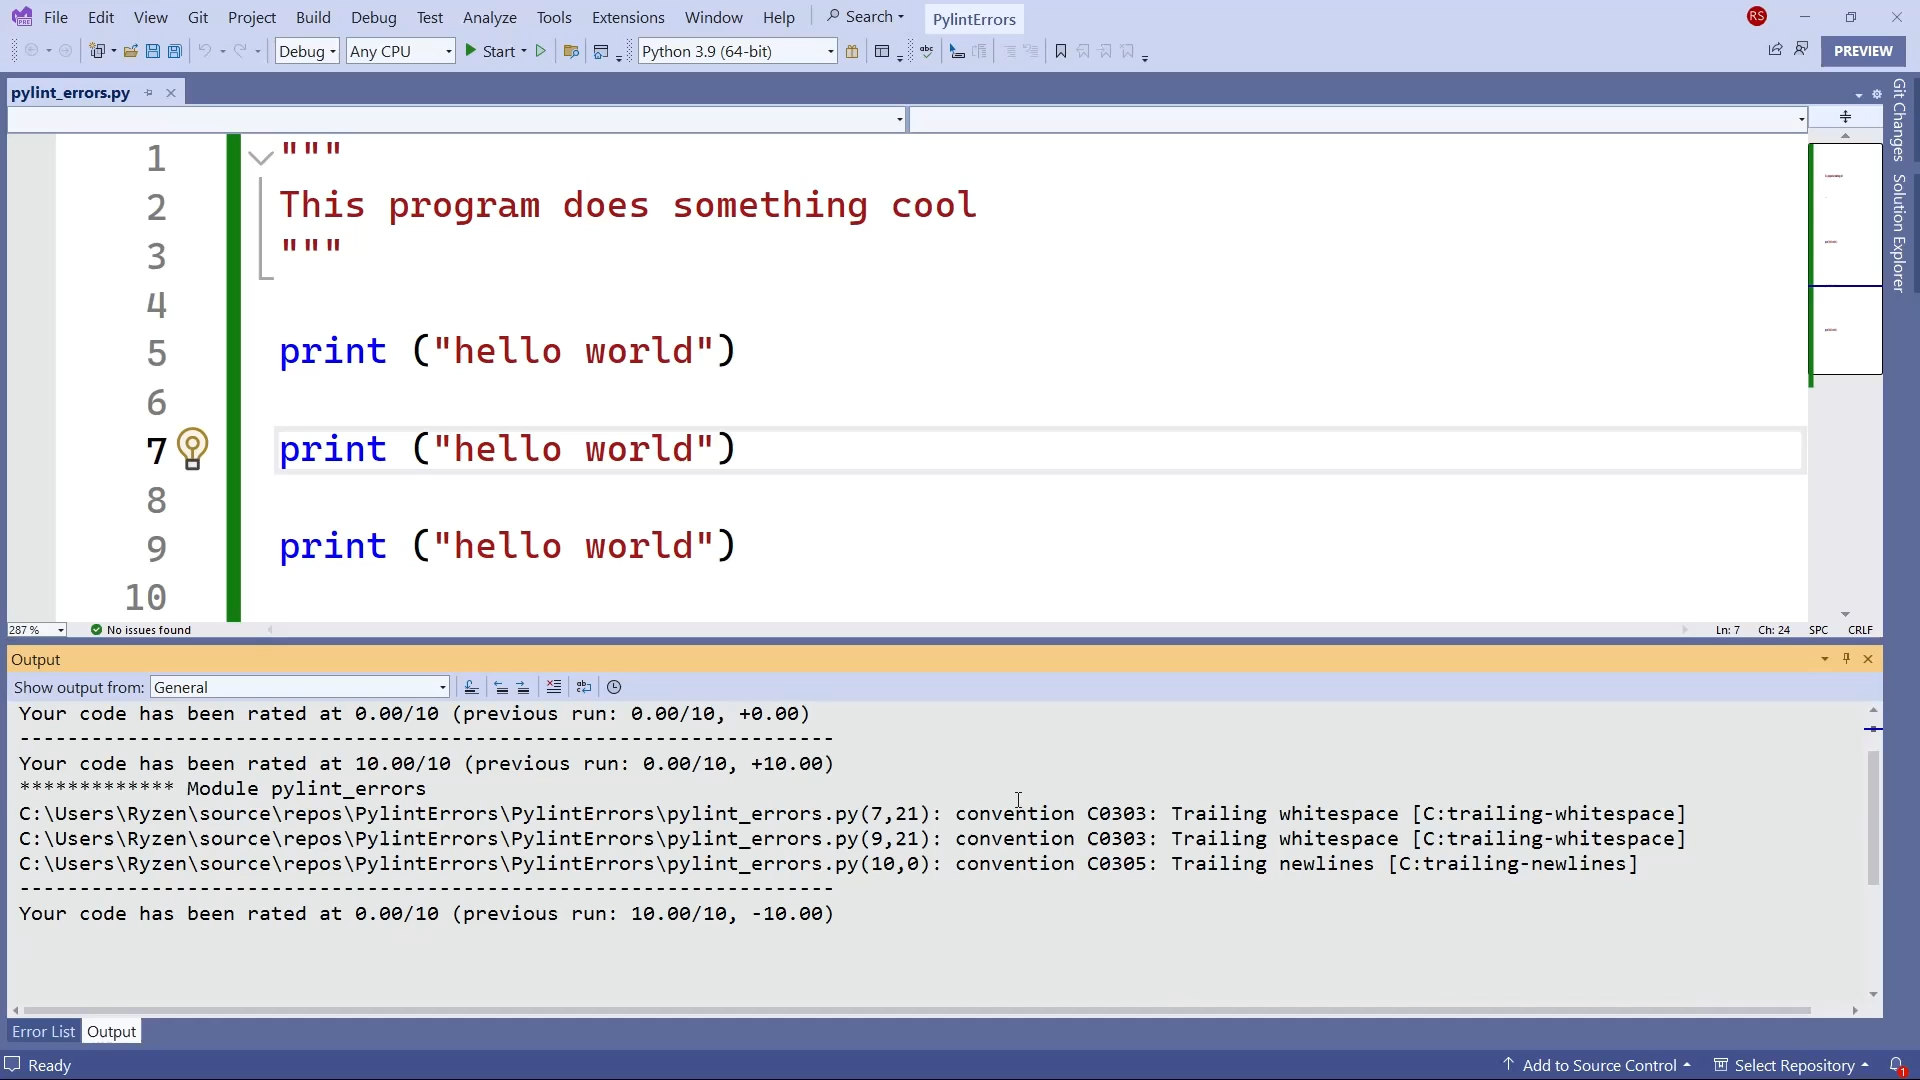 File Edit View Git Project Build Debug Test Analyze Tools Extensions Window Help Search PylintErrors RS
Debug Any CPU Start Python 3.9 (64-bit) abc PREVIEW
pylint_errors.py
Git Changes
Solution Explorer
1 """
2 This program does something cool
3 """
4
5 print ("hello world")
6
7 print ("hello world")
8
9 print ("hello world")
10
287 % No issues found Ln: 7 Ch: 24 SPC CRLF
Output
Show output from: General
Your code has been rated at 0.00/10 (previous run: 0.00/10, +0.00)
--------------------------------------------------------------------
Your code has been rated at 10.00/10 (previous run: 0.00/10, +10.00)
************* Module pylint_errors
C:\Users\Ryzen\source\repos\PylintErrors\PylintErrors\pylint_errors.py(7,21): convention C0303: Trailing whitespace [C:trailing-whitespace]
C:\Users\Ryzen\source\repos\PylintErrors\PylintErrors\pylint_errors.py(9,21): convention C0303: Trailing whitespace [C:trailing-whitespace]
C:\Users\Ryzen\source\repos\PylintErrors\PylintErrors\pylint_errors.py(10,0): convention C0305: Trailing newlines [C:trailing-newlines]
--------------------------------------------------------------------
Your code has been rated at 0.00/10 (previous run: 10.00/10, -10.00)
Error List Output
Ready Add to Source Control Select Repository 1